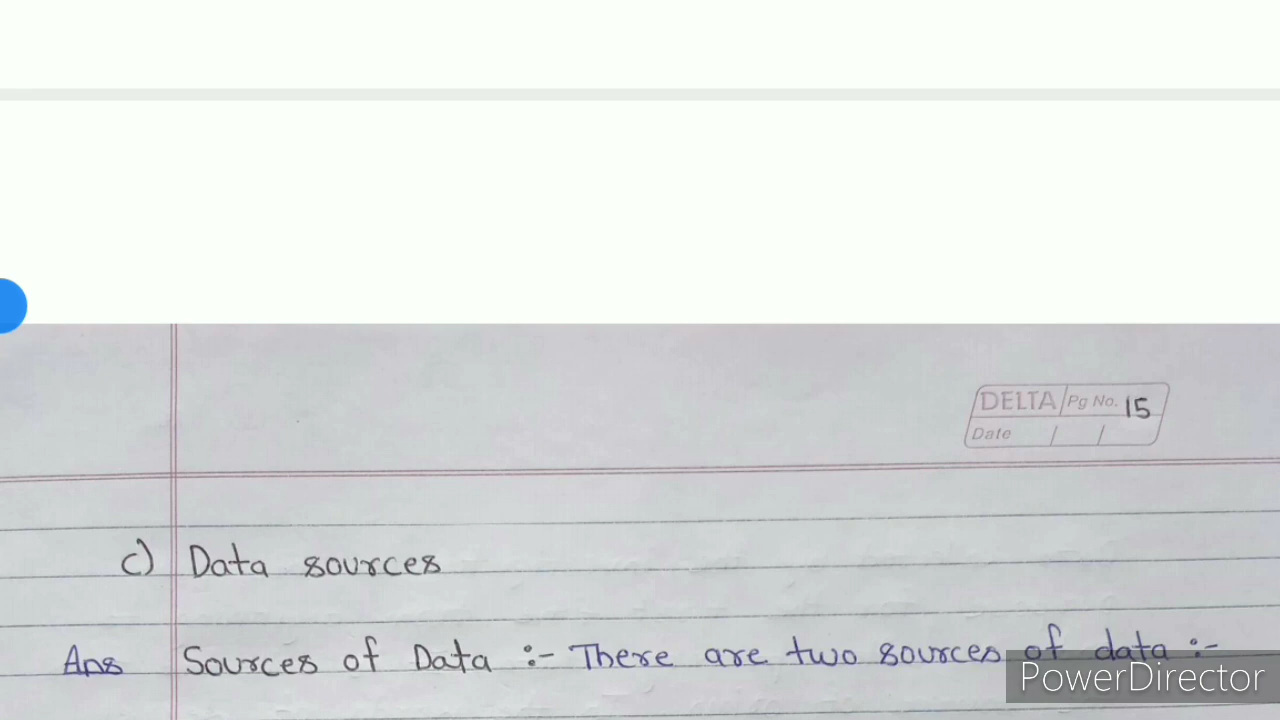 DELTA Pg No. 15
Date / /
c) Data sources
Ans Sources of Data :- There are two sources of data :-
PowerDirector